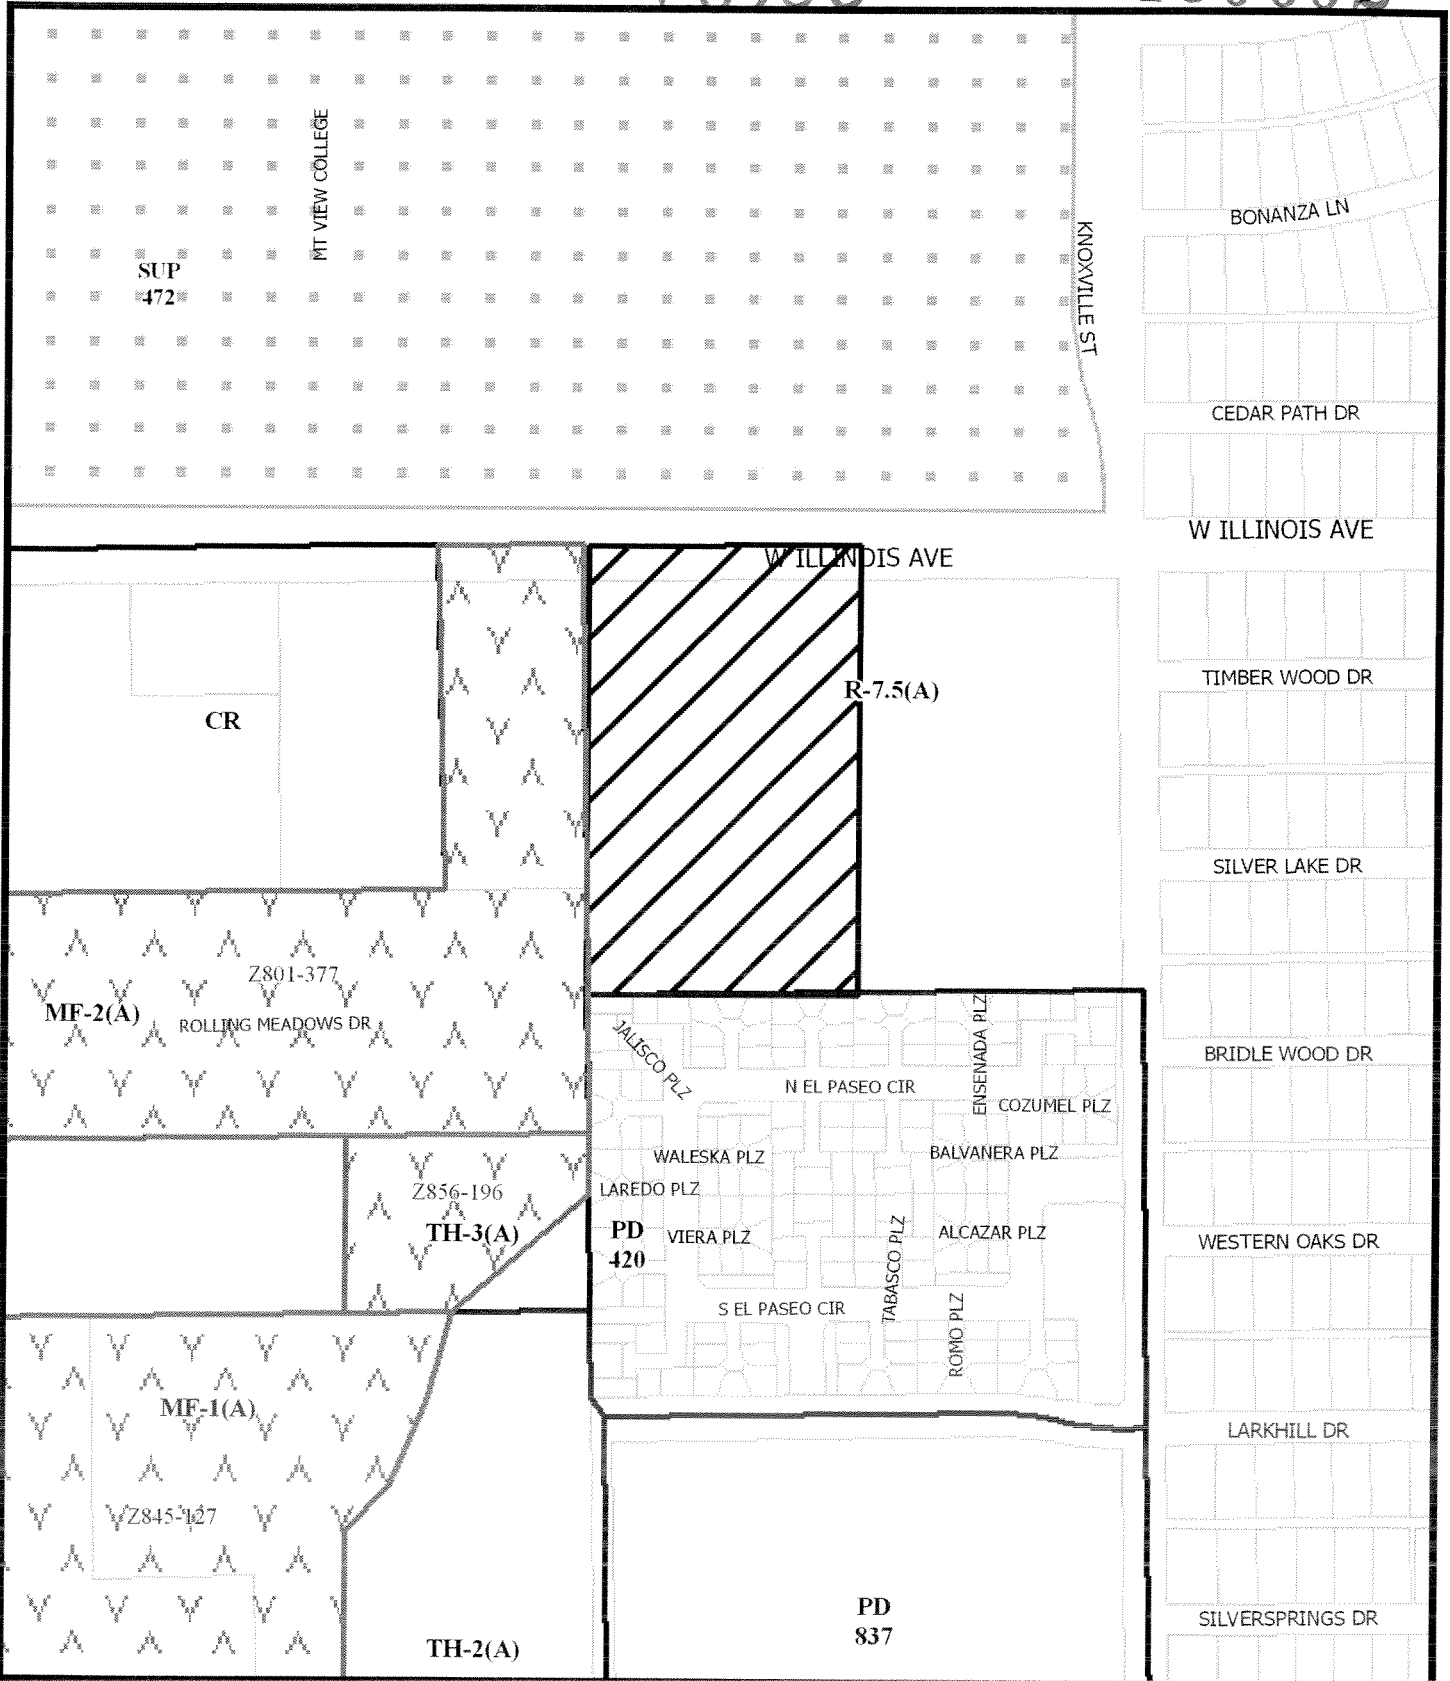 MT VIEW COLLEGE
SUP
472
KNOXVILLE ST
BONANZA LN
CEDAR PATH DR
W ILLINOIS AVE
W ILLINOIS AVE
R-7.5(A)
TIMBER WOOD DR
CR
SILVER LAKE DR
Z801-377
MF-2(A)
ROLLING MEADOWS DR
JALISCO PLZ
ENSENADA PLZ
N EL PASEO CIR
COZUMEL PLZ
BRIDLE WOOD DR
WALESKA PLZ
BALVANERA PLZ
LAREDO PLZ
Z856-196
TH-3(A)
PD
420
VIERA PLZ
TABASCO PLZ
ALCAZAR PLZ
WESTERN OAKS DR
S EL PASEO CIR
ROMO PLZ
MF-1(A)
LARKHILL DR
Z845-127
PD
837
SILVERSPRINGS DR
TH-2(A)